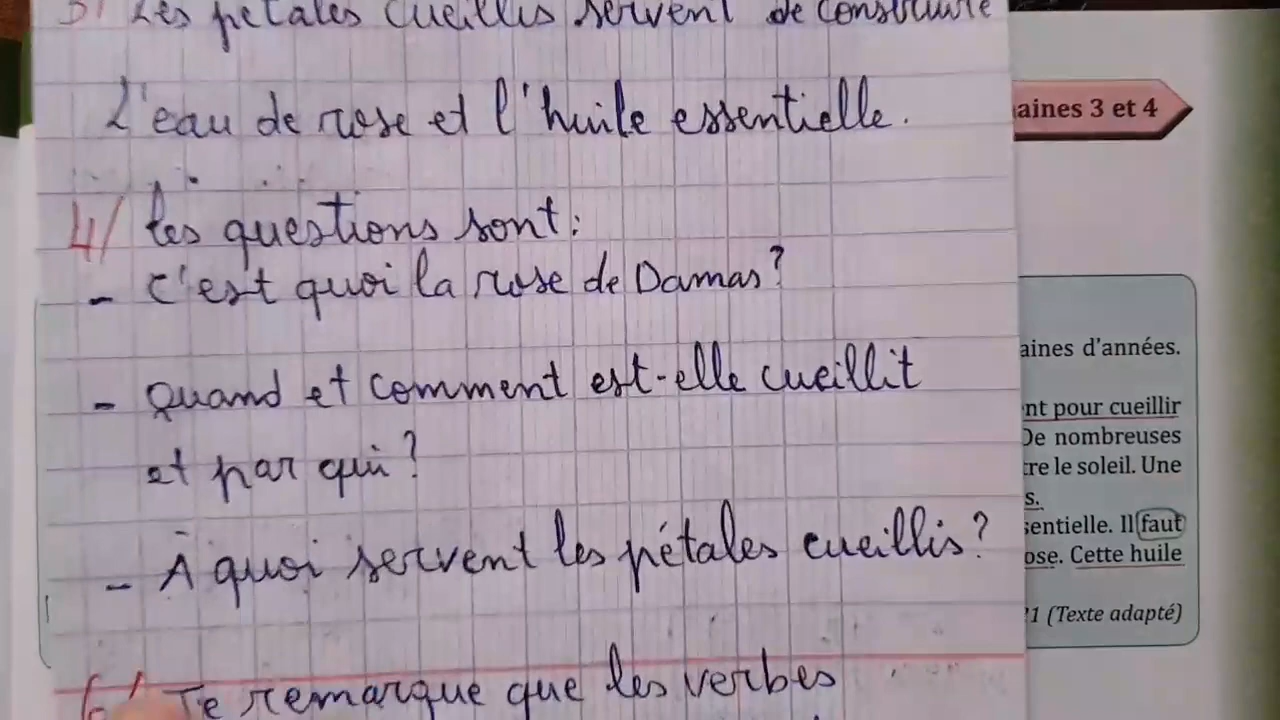 3/ Les pétales cueillis servent de construire
L'eau de rose et l'huile essentielle.
4/ les questions sont:
- C'est quoi la rose de Damas?
- Quand et comment est-elle cueillit
et par qui?
- À quoi servent les pétales cueillis?
6/ Je remarque que les verbes
aines 3 et 4
aines d'années.
nt pour cueillir
De nombreuses
tre le soleil. Une
s.
sentielle. Il faut
ose. Cette huile
1 (Texte adapté)